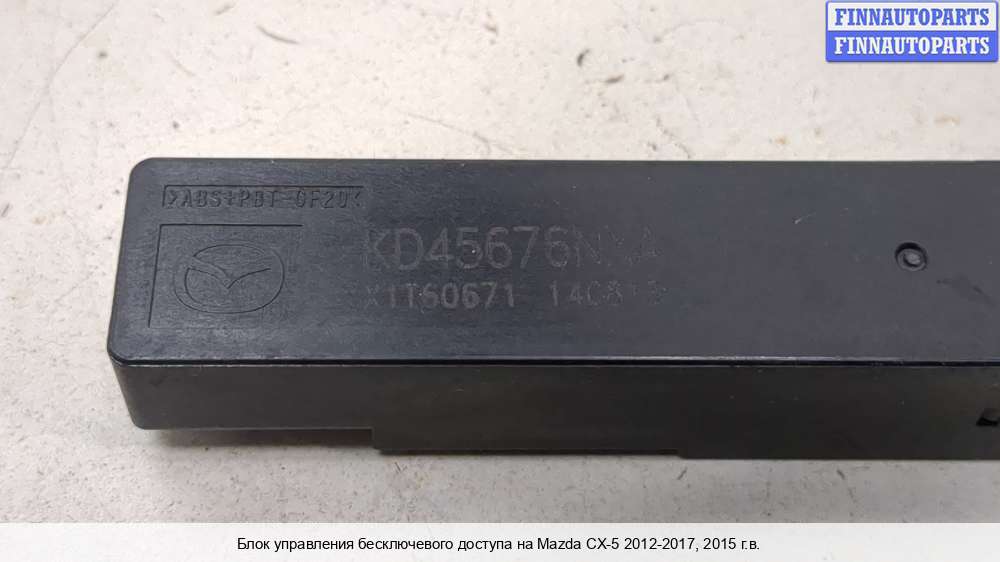 FINNAUTOPARTS
FINNAUTOPARTS
>ABS+PBT-GF20<
KD45676NXA
X1T60671
Блок управления бесключевого доступа на Mazda CX-5 2012-2017, 2015 г.в.